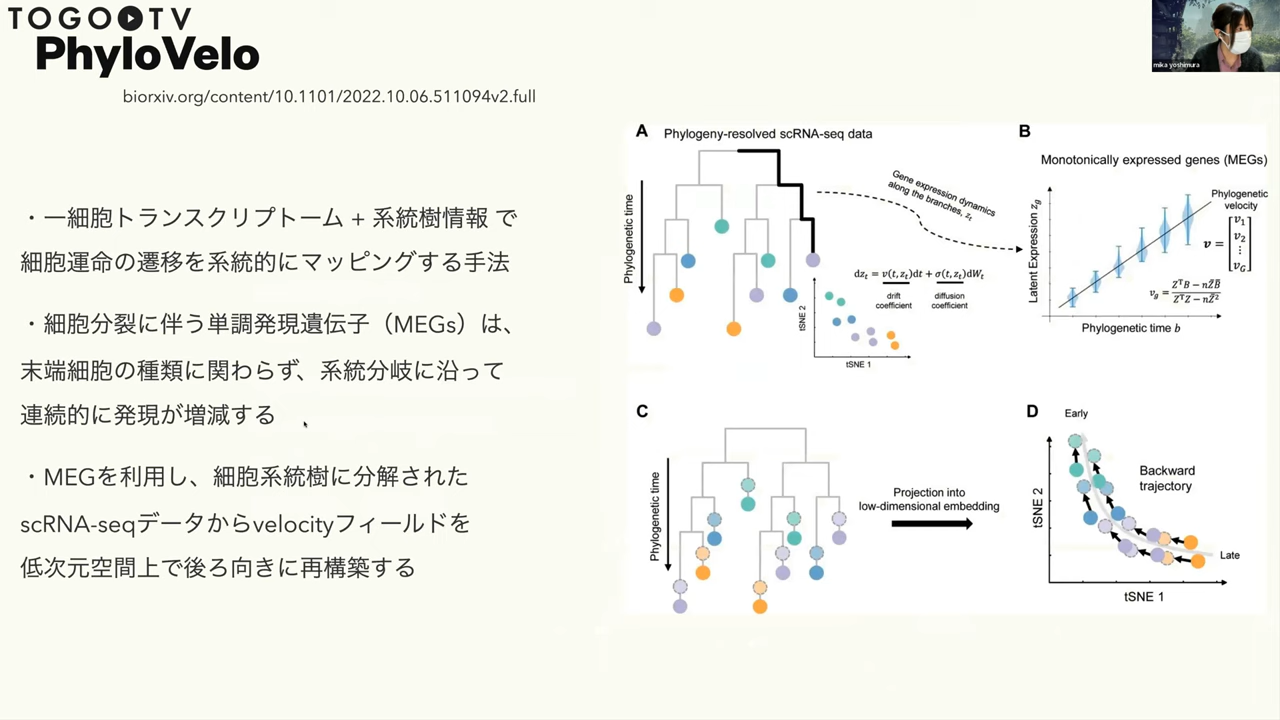 TOGO TV
PhyloVelo
biorxiv.org/content/10.1101/2022.10.06.511094v2.full
mika yoshimura
・一細胞トランスクリプトーム + 系統樹情報 で
細胞運命の遷移を系統的にマッピングする手法
・細胞分裂に伴う単調発現遺伝子（MEGs）は、
末端細胞の種類に関わらず、系統分岐に沿って
連続的に発現が増減する
・MEGを利用し、細胞系統樹に分解された
scRNA-seqデータからvelocityフィールドを
低次元空間上で後ろ向きに再構築する
A
Phylogeny-resolved scRNA-seq data
Phylogenetic time
Gene expression dynamics
along the branches, z_t
dz_t = v(t, z_t)dt + σ(t, z_t)dW_t
drift
coefficient
diffusion
coefficient
tSNE 2
tSNE 1
B
Monotonically expressed genes (MEGs)
Latent Expression z_g
Phylogenetic
velocity
v = [v_1 v_2 ⋮ v_G]
v_g = (Z^T B − nZ̄B̄)/(Z^T Z − nZ̄²)
Phylogenetic time b
C
Phylogenetic time
Projection into
low-dimensional embedding
D
Early
Backward
trajectory
Late
tSNE 2
tSNE 1